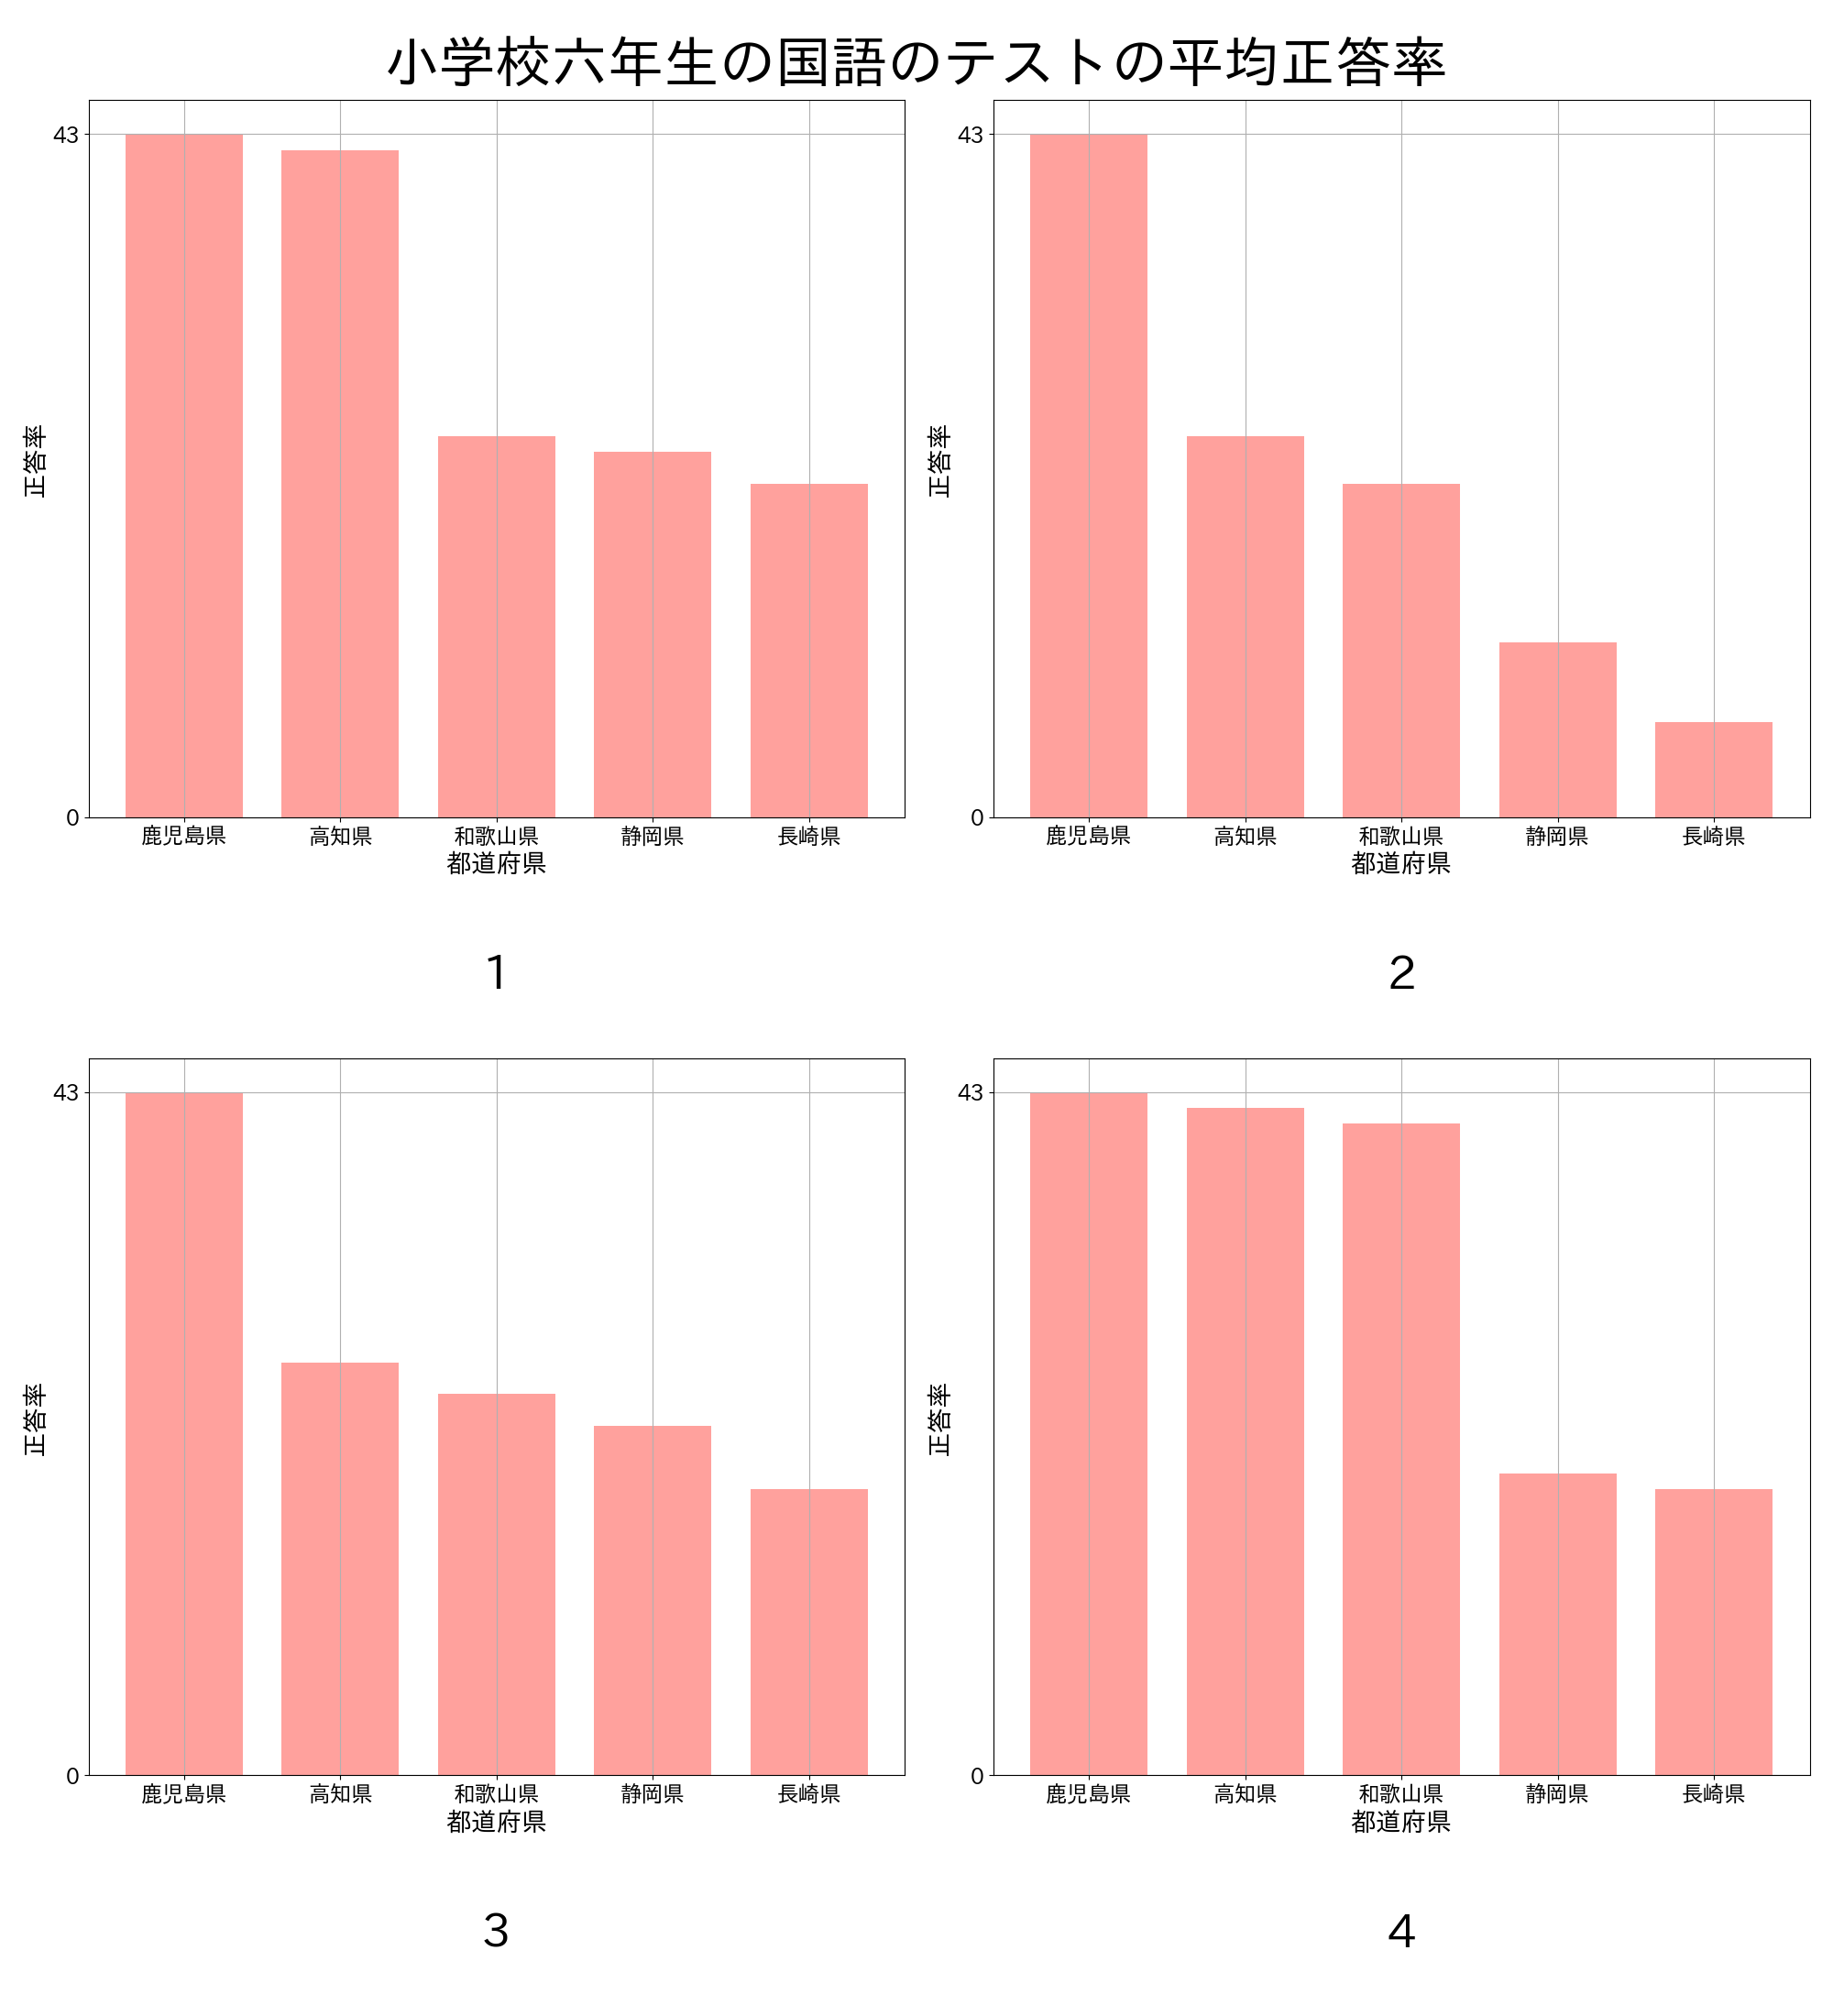 小学校六年生の国語のテストの平均正答率
43
正答率
0
鹿児島県 高知県 和歌山県 静岡県 長崎県
都道府県
1
43
正答率
0
鹿児島県 高知県 和歌山県 静岡県 長崎県
都道府県
2
43
正答率
0
鹿児島県 高知県 和歌山県 静岡県 長崎県
都道府県
3
43
正答率
0
鹿児島県 高知県 和歌山県 静岡県 長崎県
都道府県
4